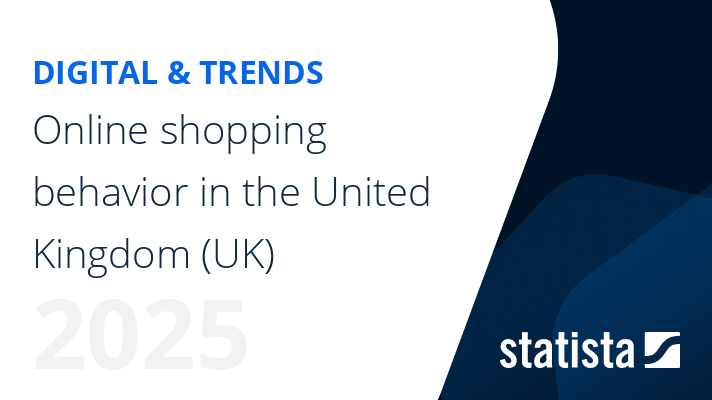 DIGITAL & TRENDS
Online shopping
behavior in the United
Kingdom (UK)
2025
statista